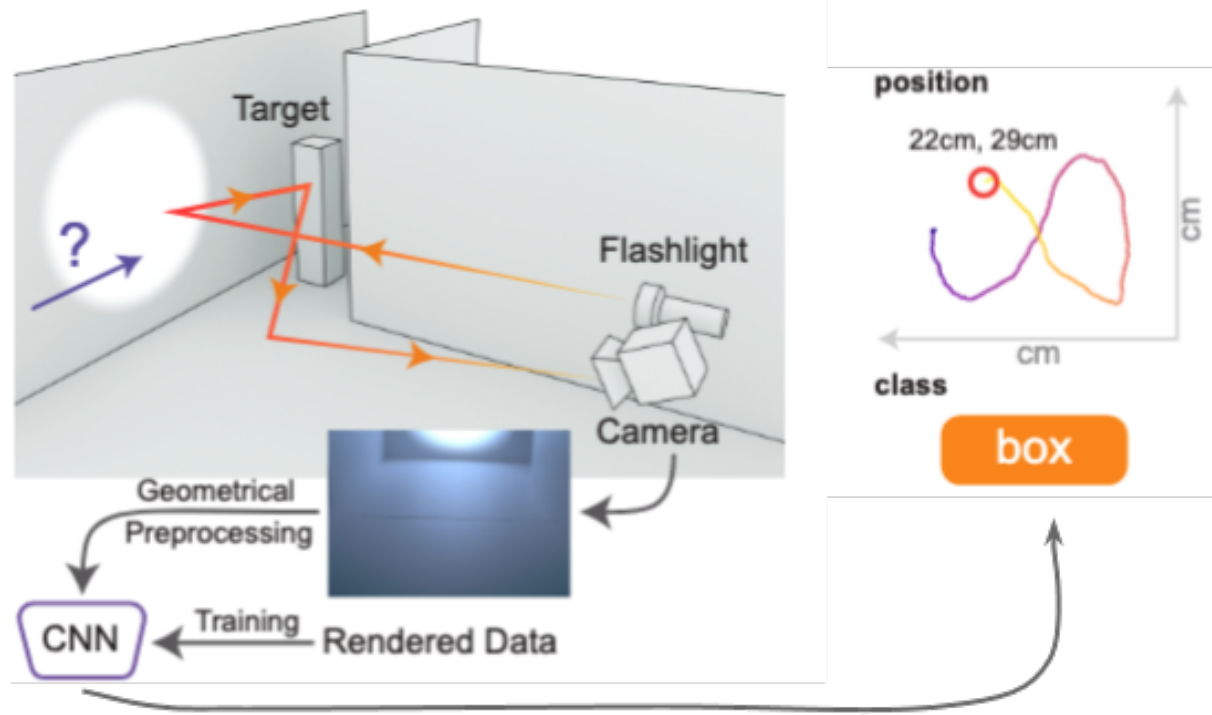 Target
?
Flashlight
Camera
Geometrical
Preprocessing
CNN
Training
Rendered Data
position
22cm, 29cm
cm
cm
class
box